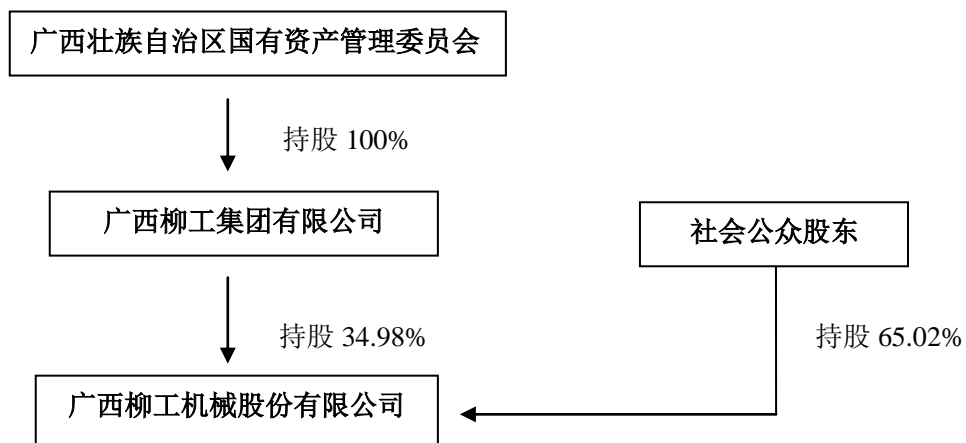 广西壮族自治区国有资产管理委员会
持股 100%
广西柳工集团有限公司
社会公众股东
持股 34.98%
持股 65.02%
广西柳工机械股份有限公司